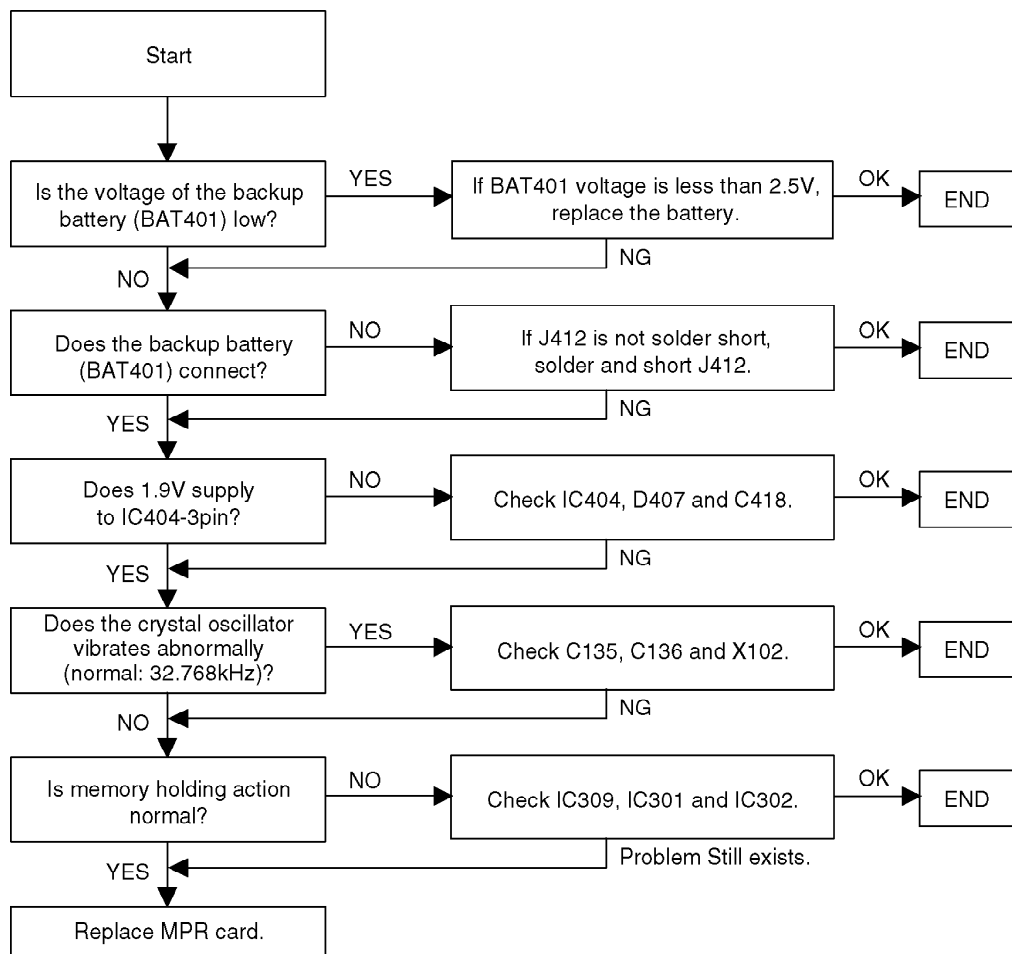 Start
Is the voltage of the backup
battery (BAT401) low?
YES
If BAT401 voltage is less than 2.5V,
replace the battery.
OK
END
NG
NO
Does the backup battery
(BAT401) connect?
NO
If J412 is not solder short,
solder and short J412.
OK
END
NG
YES
Does 1.9V supply
to IC404-3pin?
NO
Check IC404, D407 and C418.
OK
END
NG
YES
Does the crystal oscillator
vibrates abnormally
(normal: 32.768kHz)?
YES
Check C135, C136 and X102.
OK
END
NG
NO
Is memory holding action
normal?
NO
Check IC309, IC301 and IC302.
OK
END
Problem Still exists.
YES
Replace MPR card.